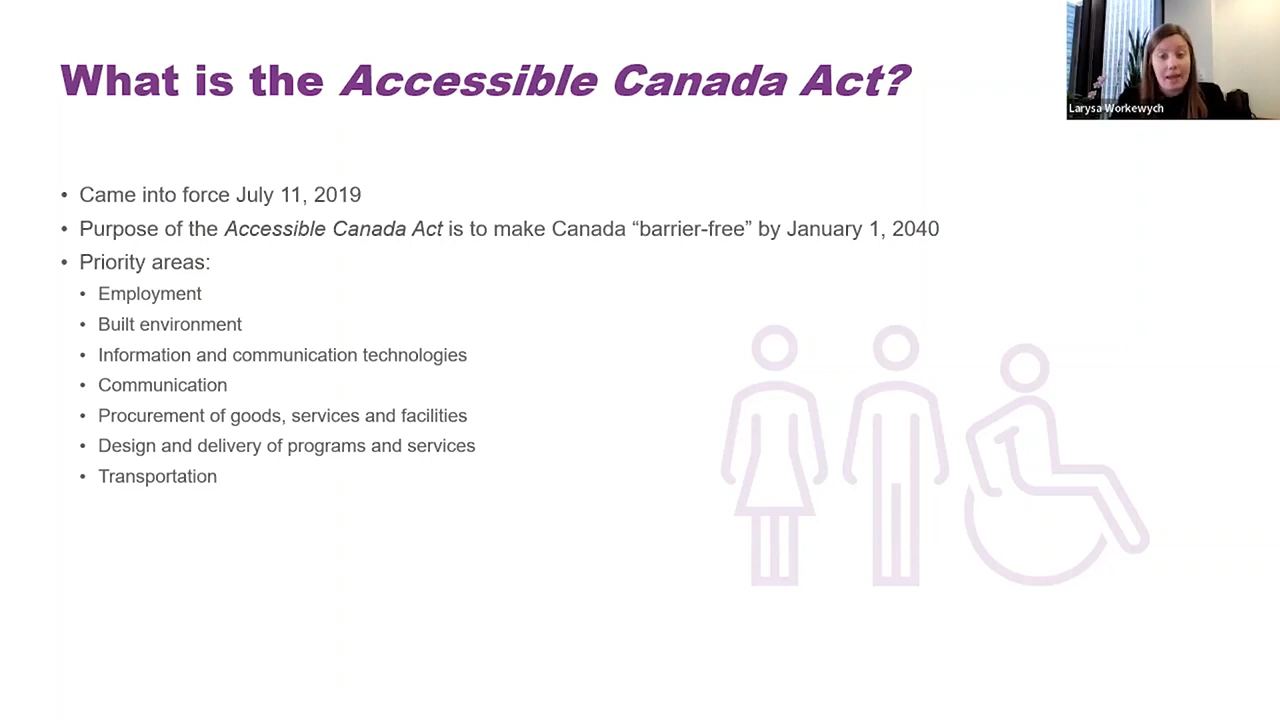 What is the Accessible Canada Act?
Larysa Workewych
• Came into force July 11, 2019
• Purpose of the Accessible Canada Act is to make Canada “barrier-free” by January 1, 2040
• Priority areas:
• Employment
• Built environment
• Information and communication technologies
• Communication
• Procurement of goods, services and facilities
• Design and delivery of programs and services
• Transportation